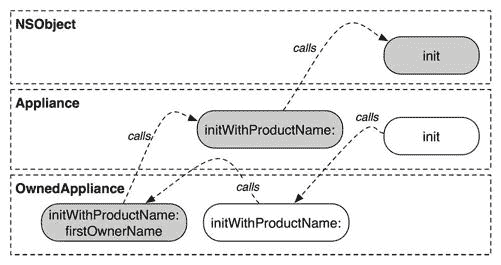 NSObject
calls
init
Appliance
calls
initWithProductName:
calls
init
OwnedAppliance
calls
initWithProductName:
firstOwnerName
initWithProductName: